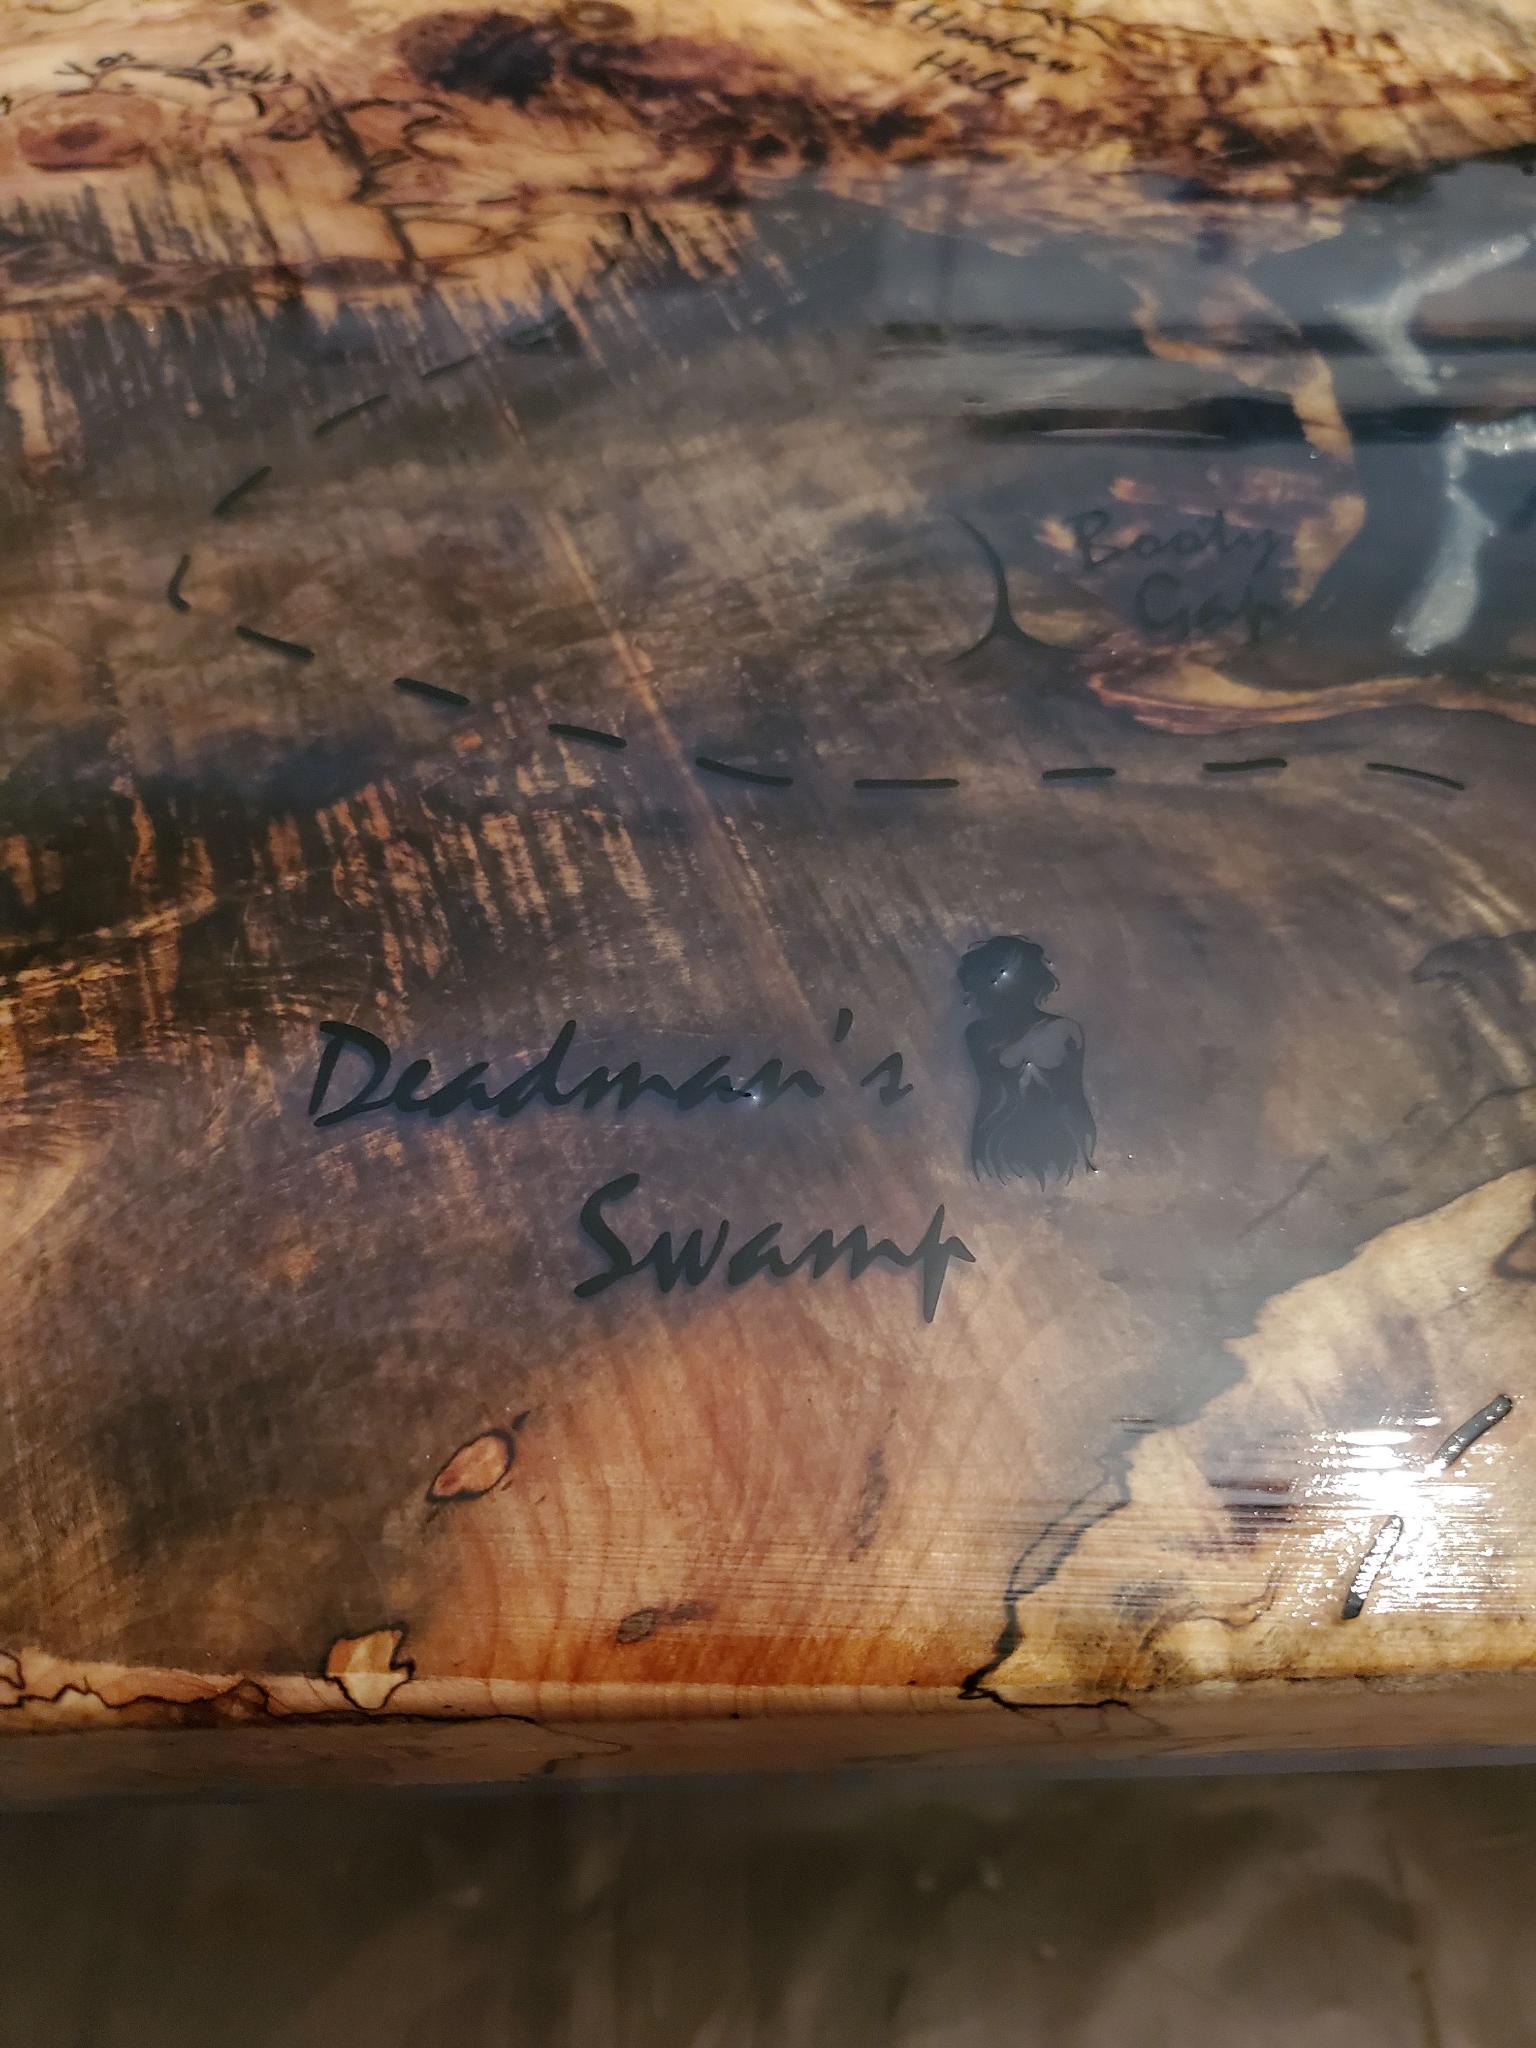 Hill
Booty
Gap
Deadman's
Swamp